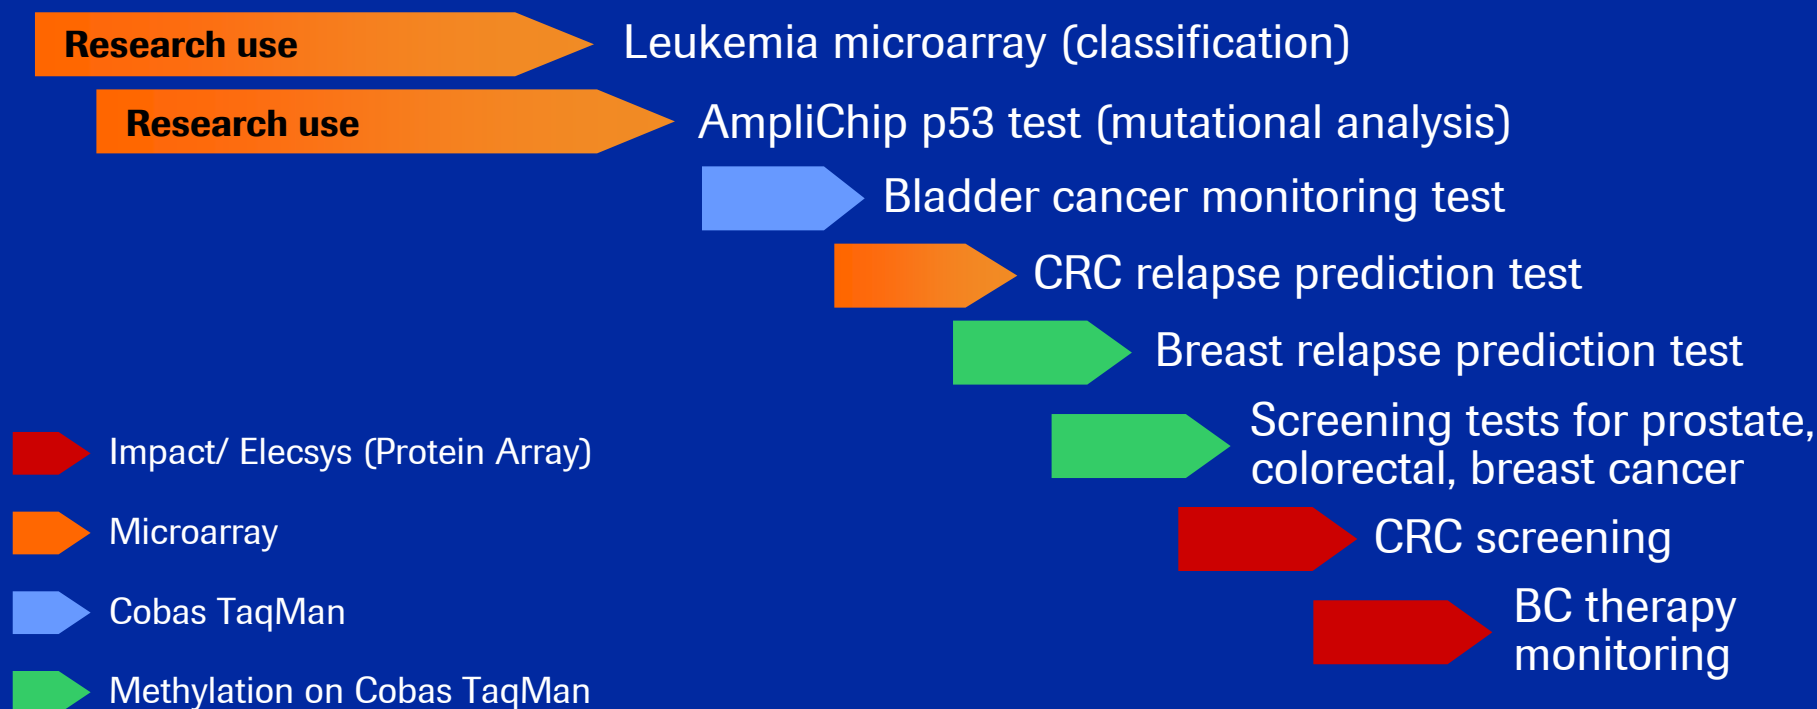 Research use
Leukemia microarray (classification)
Research use
AmpliChip p53 test (mutational analysis)
Bladder cancer monitoring test
CRC relapse prediction test
Breast relapse prediction test
Screening tests for prostate,
colorectal, breast cancer
CRC screening
BC therapy
monitoring
Impact/ Elecsys (Protein Array)
Microarray
Cobas TaqMan
Methylation on Cobas TaqMan